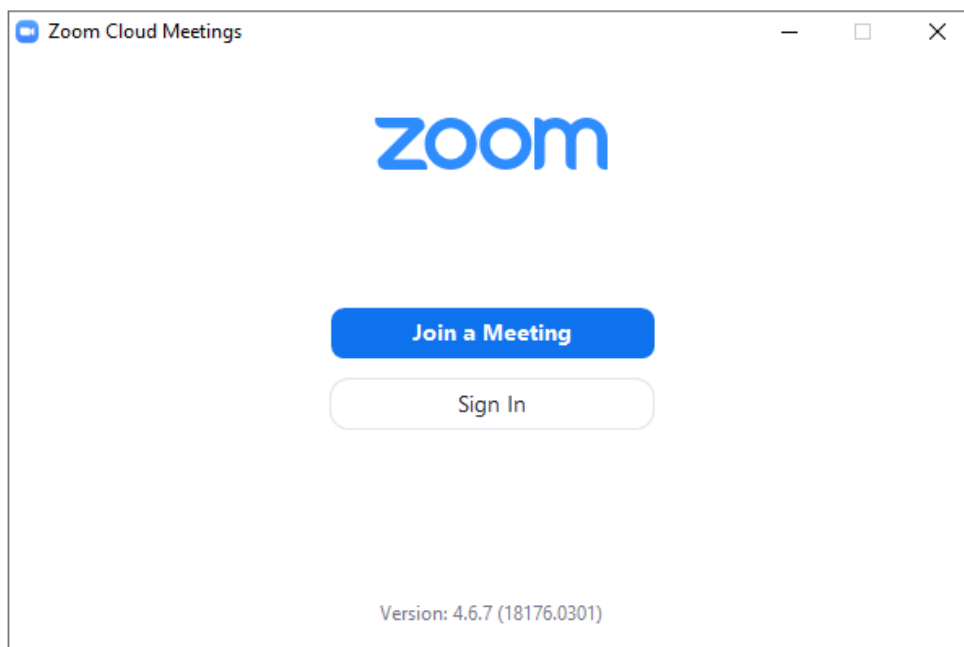 Zoom Cloud Meetings
zoom
Join a Meeting
Sign In
Version: 4.6.7 (18176.0301)